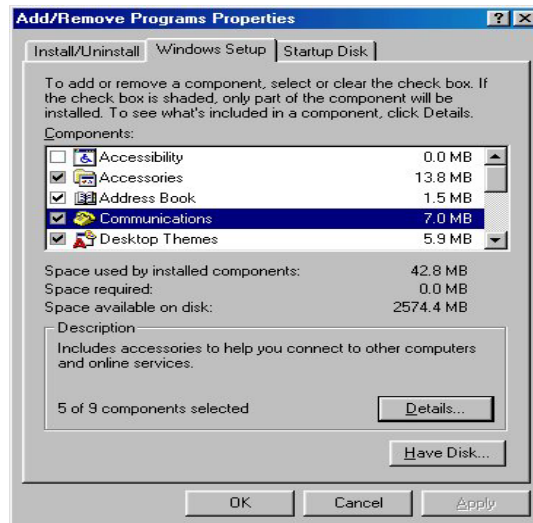 Add/Remove Programs Properties
Install/Uninstall Windows Setup Startup Disk
To add or remove a component, select or clear the check box. If
the check box is shaded, only part of the component will be
installed. To see what's included in a component, click Details.
Components:
Accessibility 0.0 MB
Accessories 13.8 MB
Address Book 1.5 MB
Communications 7.0 MB
Desktop Themes 5.9 MB
Space used by installed components: 42.8 MB
Space required: 0.0 MB
Space available on disk: 2574.4 MB
Description
Includes accessories to help you connect to other computers
and online services.
5 of 9 components selected Details...
Have Disk...
OK Cancel Apply